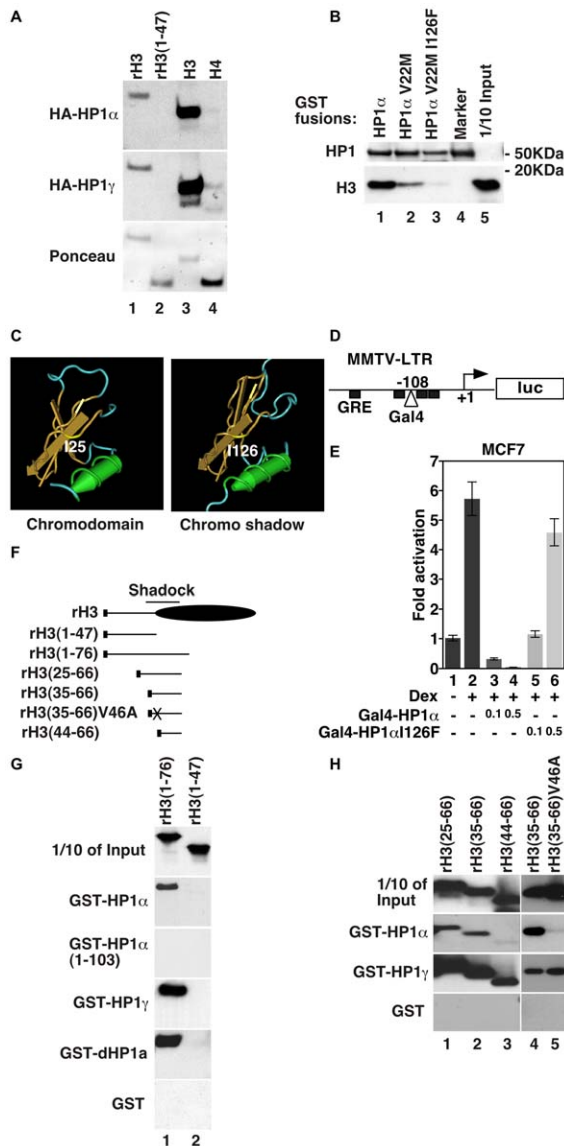 A
rH3
rH3(1-47)
H3
H4
HA-HP1α
HA-HP1γ
Ponceau
1 2 3 4
B
GST
fusions:
HP1α
HP1α V22M
HP1α V22M I126F
Marker
1/10 Input
HP1
- 50KDa
- 20KDa
H3
1 2 3 4 5
C
I25
I126
Chromodomain
Chromo shadow
D
MMTV-LTR
-108
+1
luc
GRE
Gal4
E
MCF7
Fold activation
7
6
5
4
3
2
1
0
1 2 3 4 5 6
Dex - + + + + +
Gal4-HP1α - - 0.1 0.5 - -
Gal4-HP1αI126F - - - - 0.1 0.5
F
Shadock
rH3
rH3(1-47)
rH3(1-76)
rH3(25-66)
rH3(35-66)
rH3(35-66)V46A
rH3(44-66)
G
rH3(1-76)
rH3(1-47)
1/10 of Input
GST-HP1α
GST-HP1α
(1-103)
GST-HP1γ
GST-dHP1a
GST
1 2
H
rH3(25-66)
rH3(35-66)
rH3(44-66)
rH3(35-66)
rH3(35-66)V46A
1/10 of
Input
GST-HP1α
GST-HP1γ
GST
1 2 3 4 5